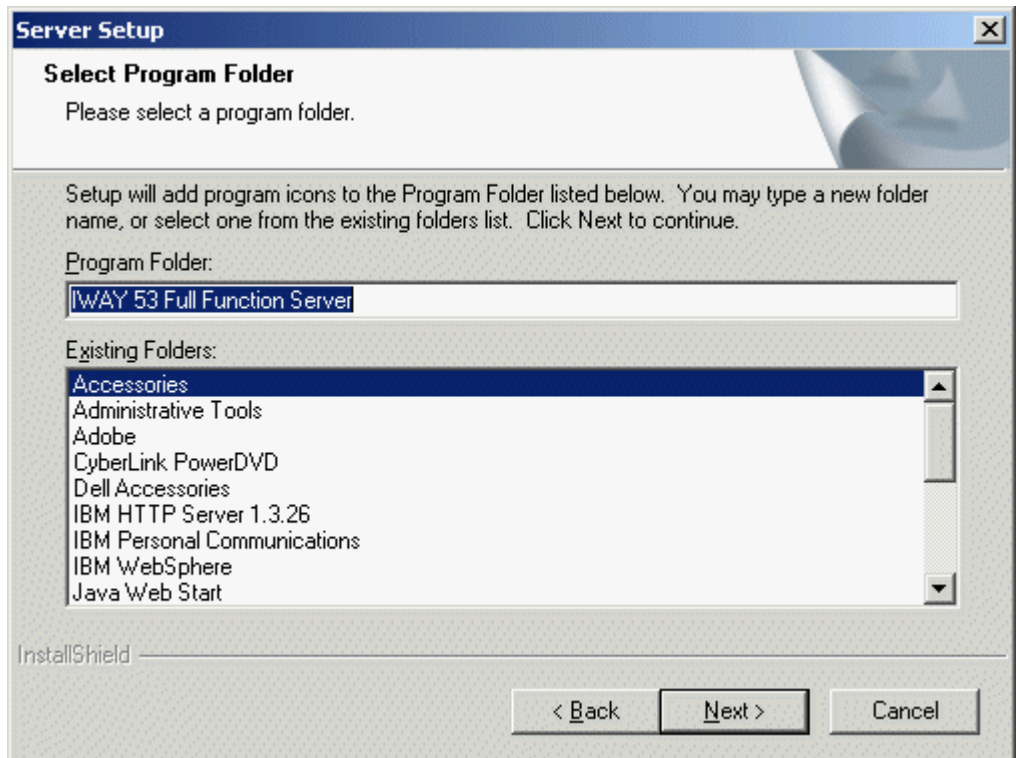 Server Setup
Select Program Folder
Please select a program folder.
Setup will add program icons to the Program Folder listed below.  You may type a new folder
name, or select one from the existing folders list.  Click Next to continue.
Program Folder:
IWAY 53 Full Function Server
Existing Folders:
Accessories
Administrative Tools
Adobe
CyberLink PowerDVD
Dell Accessories
IBM HTTP Server 1.3.26
IBM Personal Communications
IBM WebSphere
Java Web Start
InstallShield
< Back
Next >
Cancel